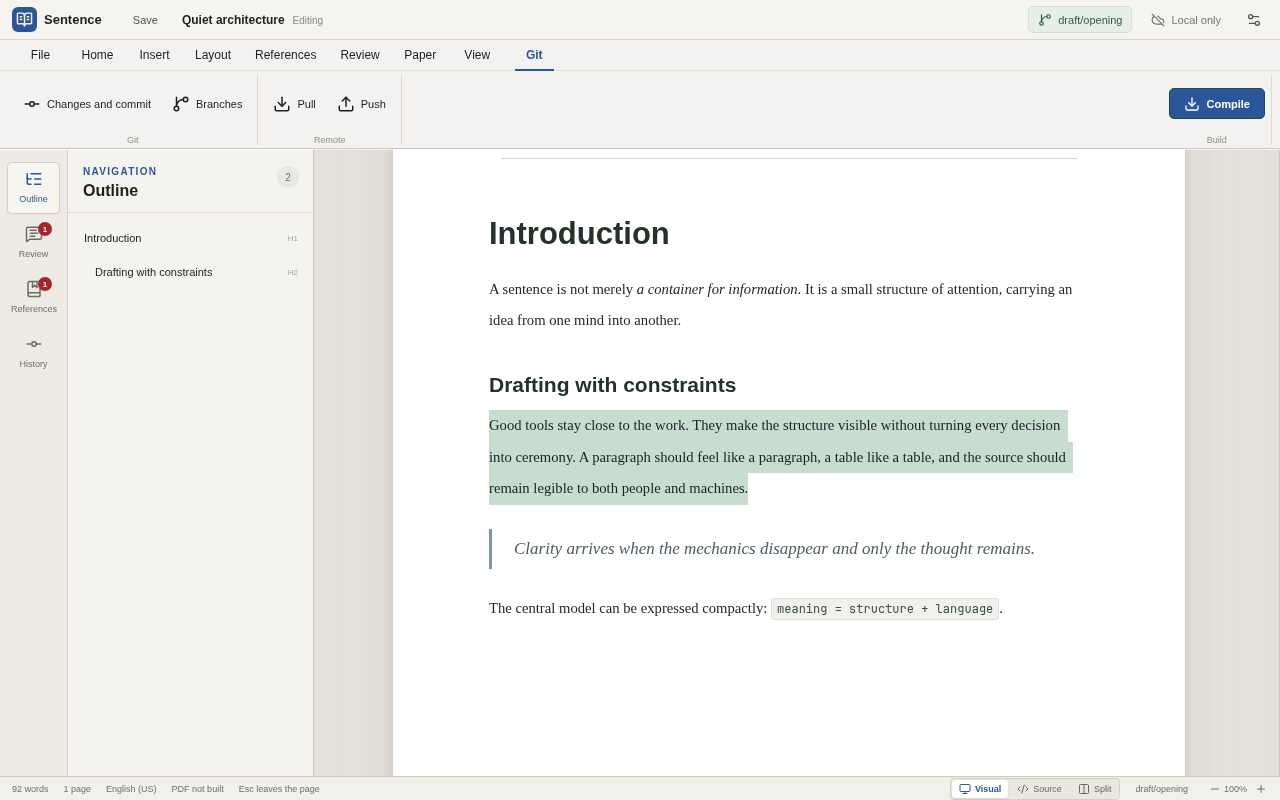 Sentence Save Quiet architecture Editing draft/opening Local only
File Home Insert Layout References Review Paper View Git
Changes and commit Branches Pull Push Compile
Git Remote Build
NAVIGATION
Outline 2
Outline
Introduction H1
Drafting with constraints H2
Review 1
References 1
History
Introduction
A sentence is not merely a container for information. It is a small structure of attention, carrying an
idea from one mind into another.
Drafting with constraints
Good tools stay close to the work. They make the structure visible without turning every decision
into ceremony. A paragraph should feel like a paragraph, a table like a table, and the source should
remain legible to both people and machines.
Clarity arrives when the mechanics disappear and only the thought remains.
The central model can be expressed compactly: meaning = structure + language.
92 words 1 page English (US) PDF not built Esc leaves the page Visual Source Split draft/opening 100%